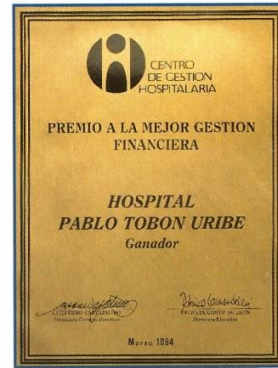 CENTRO
DE GESTION
HOSPITALARIA
PREMIO A LA MEJOR GESTION
FINANCIERA
HOSPITAL
PABLO TOBON URIBE
Ganador
Marzo 1994